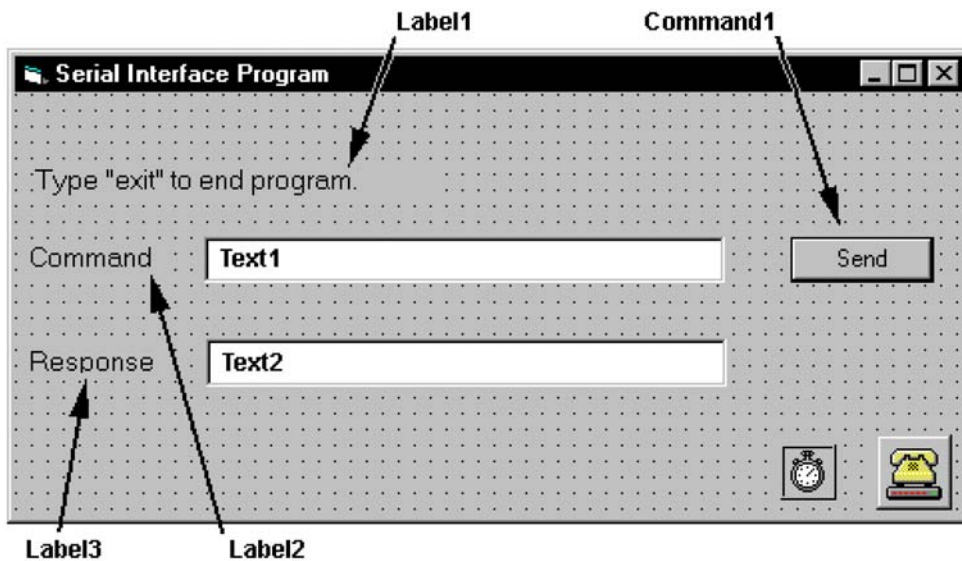 Label1 Command1
Serial Interface Program
Type "exit" to end program.
Command Text1 Send
Response Text2
Label3 Label2